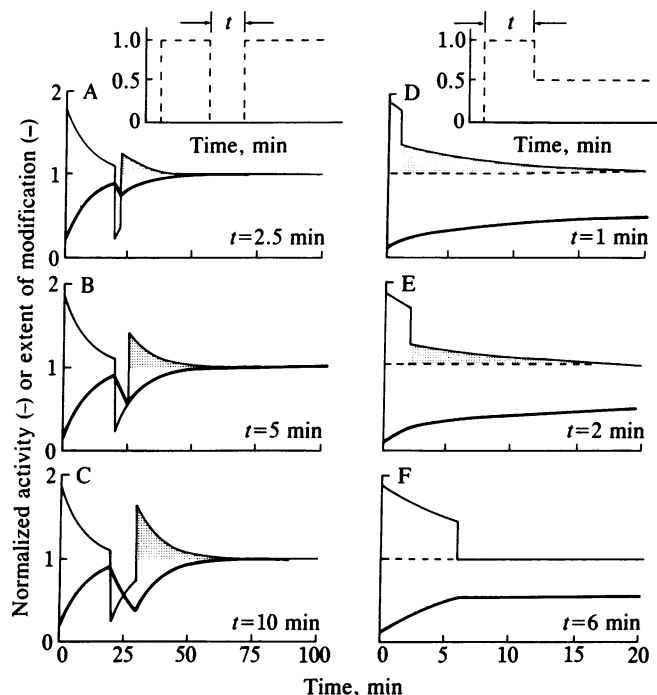 t
1.0
0.5
0
Time, min
t
1.0
0.5
0
Time, min
Normalized activity (–) or extent of modification (–)
A
2
1
0
t=2.5 min
B
2
1
0
t=5 min
C
2
1
0
t=10 min
0 25 50 75 100
D
t=1 min
E
t=2 min
F
t=6 min
0 5 10 15 20
Time, min